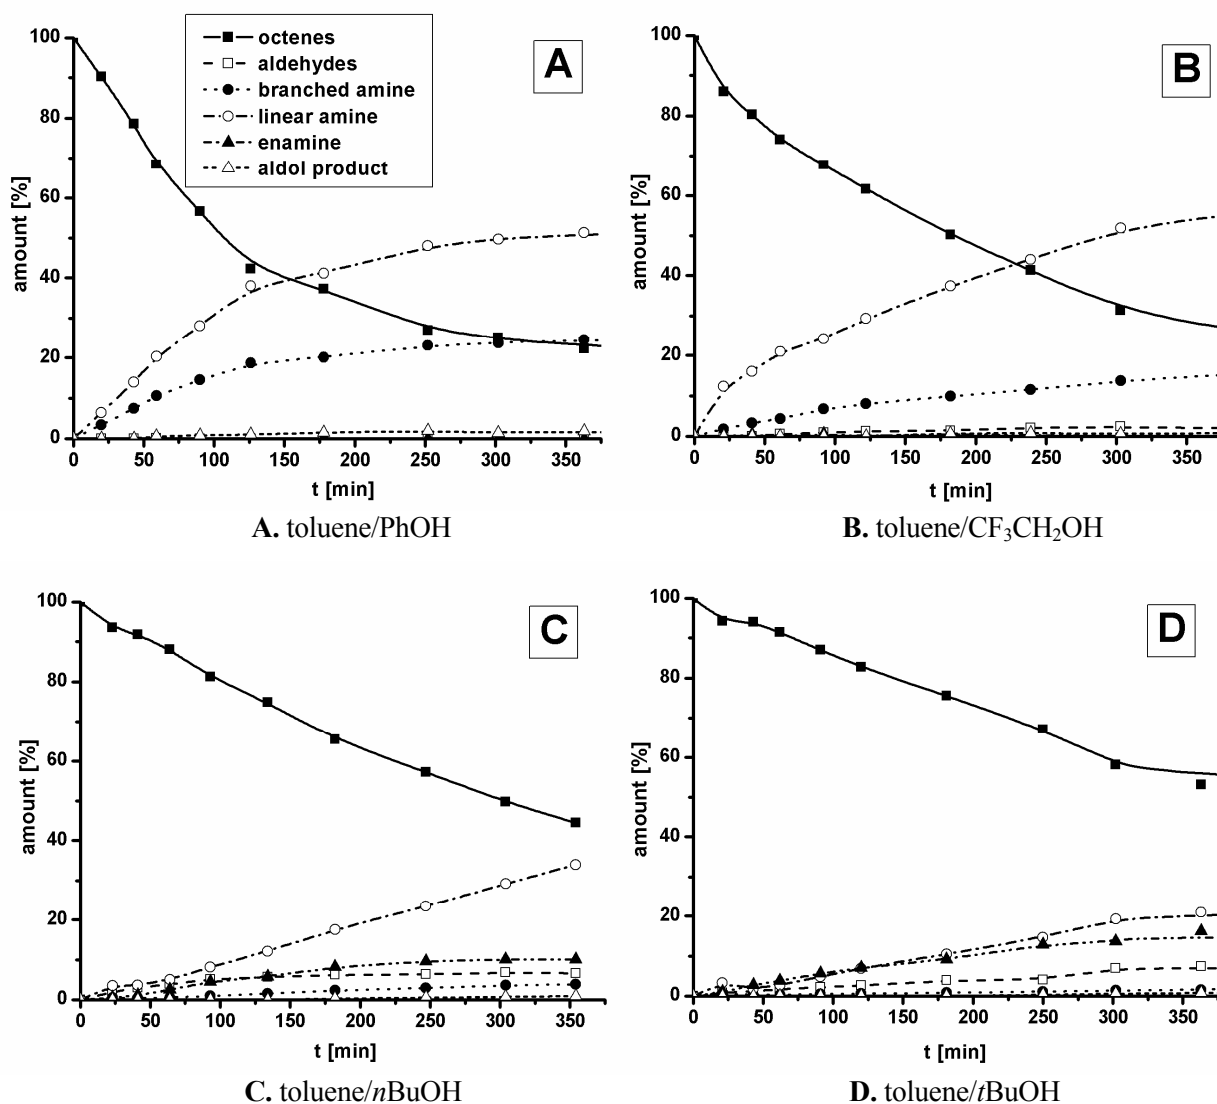 100
80
60
40
20
0
amount [%]
octenes
aldehydes
branched amine
linear amine
enamine
aldol product
A
0 50 100 150 200 250 300 350
t [min]
A. toluene/PhOH
100
80
60
40
20
0
amount [%]
B
0 50 100 150 200 250 300 350
t [min]
B. toluene/CF₃CH₂OH
100
80
60
40
20
0
amount [%]
C
0 50 100 150 200 250 300 350
t [min]
C. toluene/nBuOH
100
80
60
40
20
0
amount [%]
D
0 50 100 150 200 250 300 350
t [min]
D. toluene/tBuOH